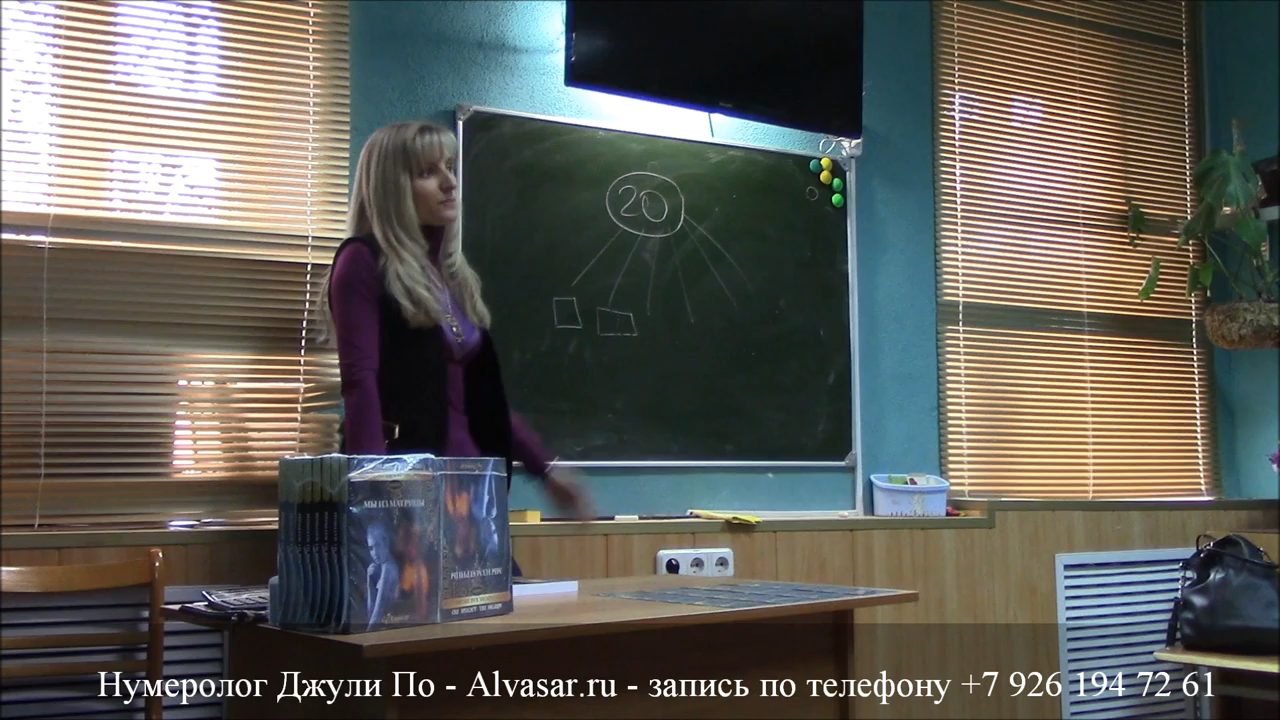 20
МЫ ИЗ МАТРИЦЫ
Нумеролог Джули По - Alvasar.ru - запись по телефону +7 926 194 72 61